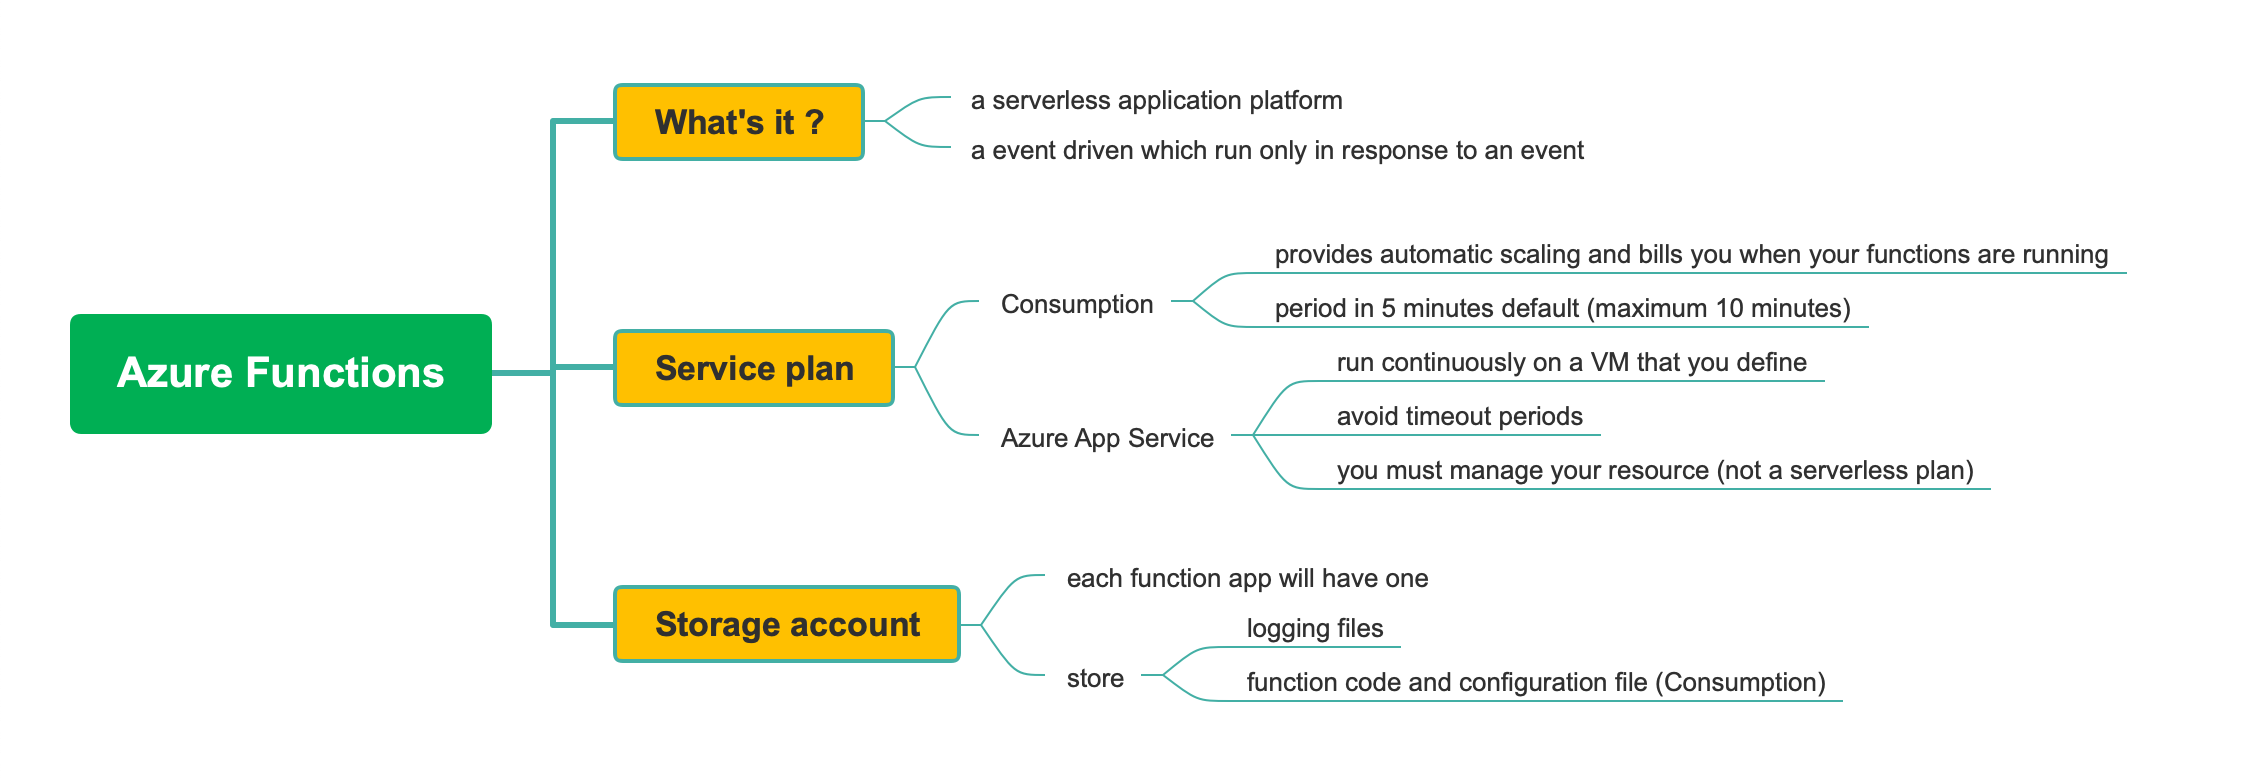 Azure Functions
What's it ?
a serverless application platform
a event driven which run only in response to an event
Service plan
Consumption
provides automatic scaling and bills you when your functions are running
period in 5 minutes default (maximum 10 minutes)
Azure App Service
run continuously on a VM that you define
avoid timeout periods
you must manage your resource (not a serverless plan)
Storage account
each function app will have one
store
logging files
function code and configuration file (Consumption)